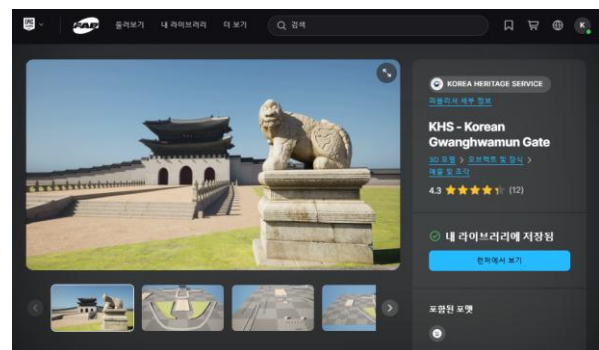 EPIC GAMES
FAB
둘러보기
내 라이브러리
더 보기
검색
K
KOREA HERITAGE SERVICE
퍼블리셔 세부 정보
KHS - Korean
Gwanghwamun Gate
3D 모델 > 오브젝트 및 장식 >
예술 및 조각
4.3 (12)
내 라이브러리에 저장됨
런처에서 보기
포함된 포맷